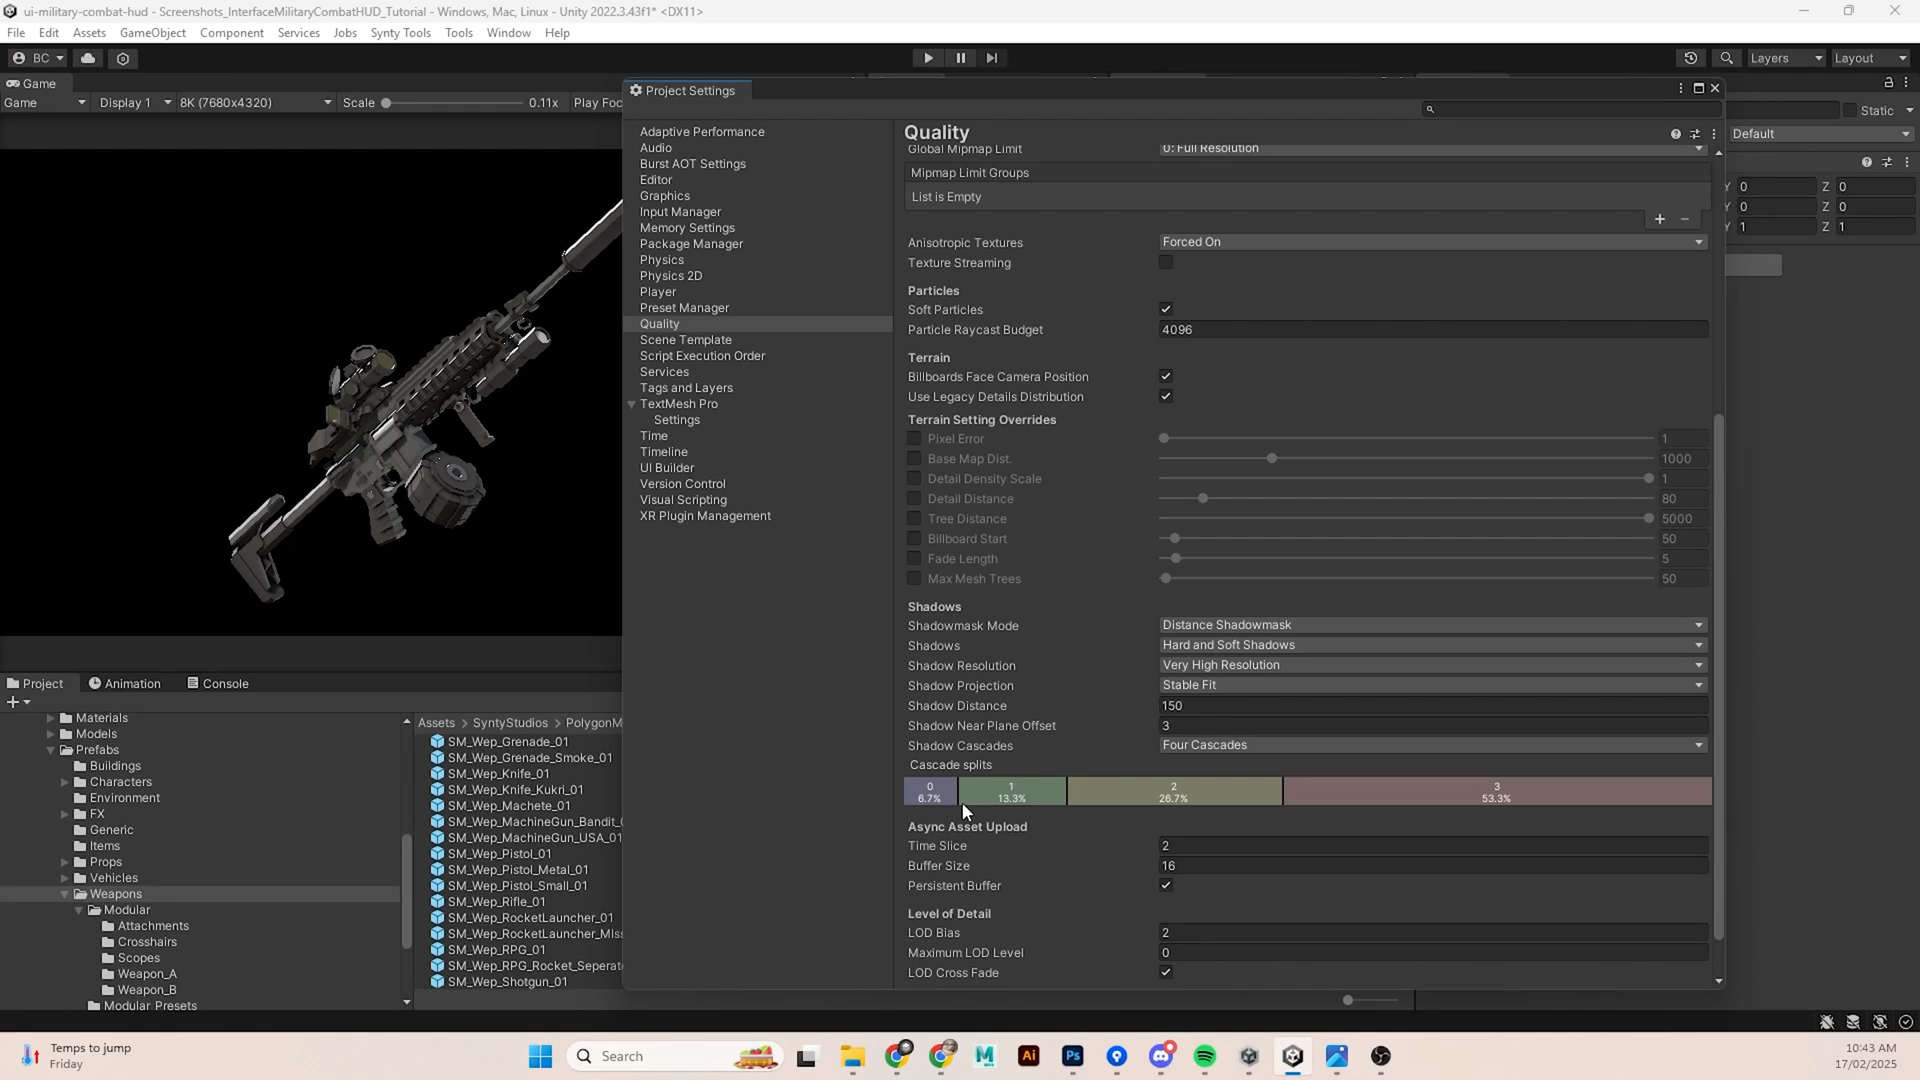 ui-military-combat-hud - Screenshots_InterfaceMilitaryCombatHUD_Tutorial - Windows, Mac, Linux - Unity 2022.3.43f1* <DX11>
File Edit Assets GameObject Component Services Jobs Synty Tools Tools Window Help
BC Layers Layout
Game
Game Display 1 8K (7680x4320) Scale 0.11x Play Foc
Project Settings
Static
Default
Y 0 Z 0
Y 0 Z 0
Y 1 Z 1
Adaptive Performance
Audio
Burst AOT Settings
Editor
Graphics
Input Manager
Memory Settings
Package Manager
Physics
Physics 2D
Player
Preset Manager
Quality
Scene Template
Script Execution Order
Services
Tags and Layers
TextMesh Pro
Settings
Time
Timeline
UI Builder
Version Control
Visual Scripting
XR Plugin Management
Quality
Global Mipmap Limit 0: Full Resolution
Mipmap Limit Groups
List is Empty
Anisotropic Textures Forced On
Texture Streaming
Particles
Soft Particles
Particle Raycast Budget 4096
Terrain
Billboards Face Camera Position
Use Legacy Details Distribution
Terrain Setting Overrides
Pixel Error 1
Base Map Dist. 1000
Detail Density Scale 1
Detail Distance 80
Tree Distance 5000
Billboard Start 50
Fade Length 5
Max Mesh Trees 50
Shadows
Shadowmask Mode Distance Shadowmask
Shadows Hard and Soft Shadows
Shadow Resolution Very High Resolution
Shadow Projection Stable Fit
Shadow Distance 150
Shadow Near Plane Offset 3
Shadow Cascades Four Cascades
Cascade splits
0 1 2 3
6.7% 13.3% 26.7% 53.3%
Async Asset Upload
Time Slice 2
Buffer Size 16
Persistent Buffer
Level of Detail
LOD Bias 2
Maximum LOD Level 0
LOD Cross Fade
Project Animation Console
Materials
Models
Prefabs
Buildings
Characters
Environment
FX
Generic
Items
Props
Vehicles
Weapons
Modular
Attachments
Crosshairs
Scopes
Weapon_A
Weapon_B
Modular Presets
Assets > SyntyStudios > PolygonM
SM_Wep_Grenade_01
SM_Wep_Grenade_Smoke_01
SM_Wep_Knife_01
SM_Wep_Knife_Kukri_01
SM_Wep_Machete_01
SM_Wep_MachineGun_Bandit_
SM_Wep_MachineGun_USA_01
SM_Wep_Pistol_01
SM_Wep_Pistol_Metal_01
SM_Wep_Pistol_Small_01
SM_Wep_Rifle_01
SM_Wep_RocketLauncher_01
SM_Wep_RocketLauncher_MIss
SM_Wep_RPG_01
SM_Wep_RPG_Rocket_Seperat
SM_Wep_Shotgun_01
Temps to jump
Friday
Search
M Ai Ps
10:43 AM
17/02/2025